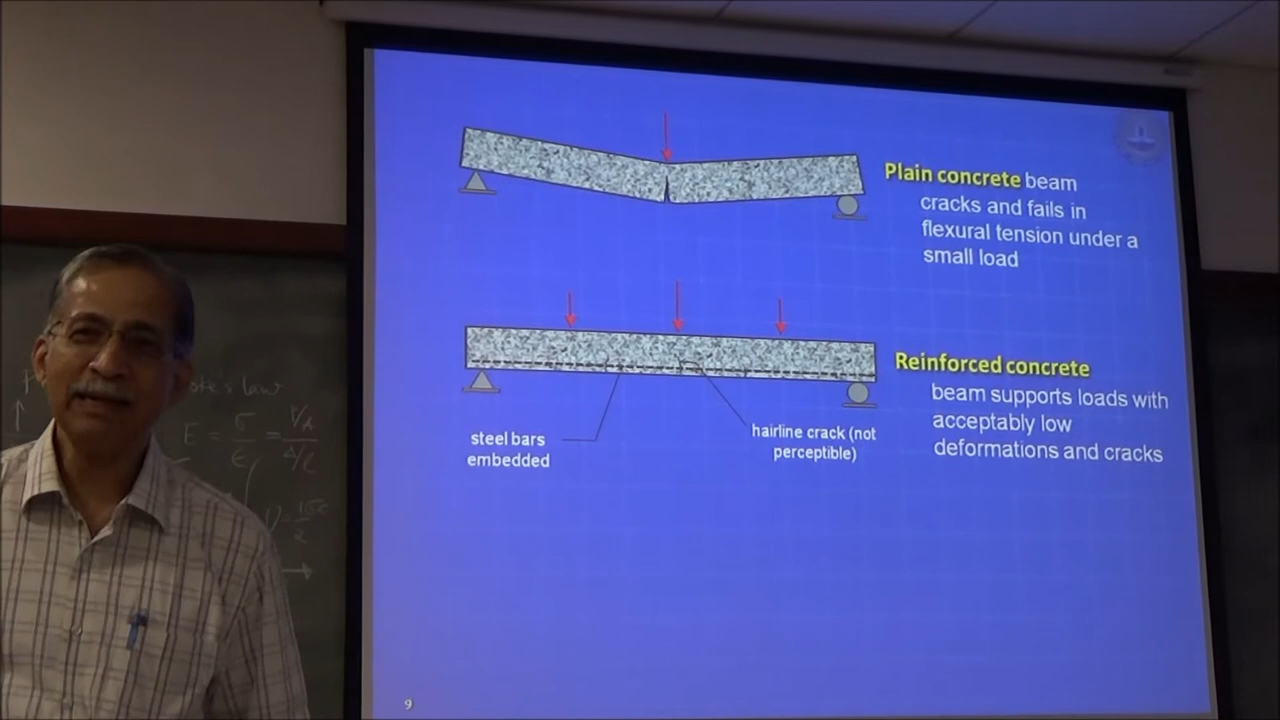 Plain concrete beam
cracks and fails in
flexural tension under a
small load
Reinforced concrete
beam supports loads with
acceptably low
deformations and cracks
steel bars
embedded
hairline crack (not
perceptible)
law
E = σ/ε =
9